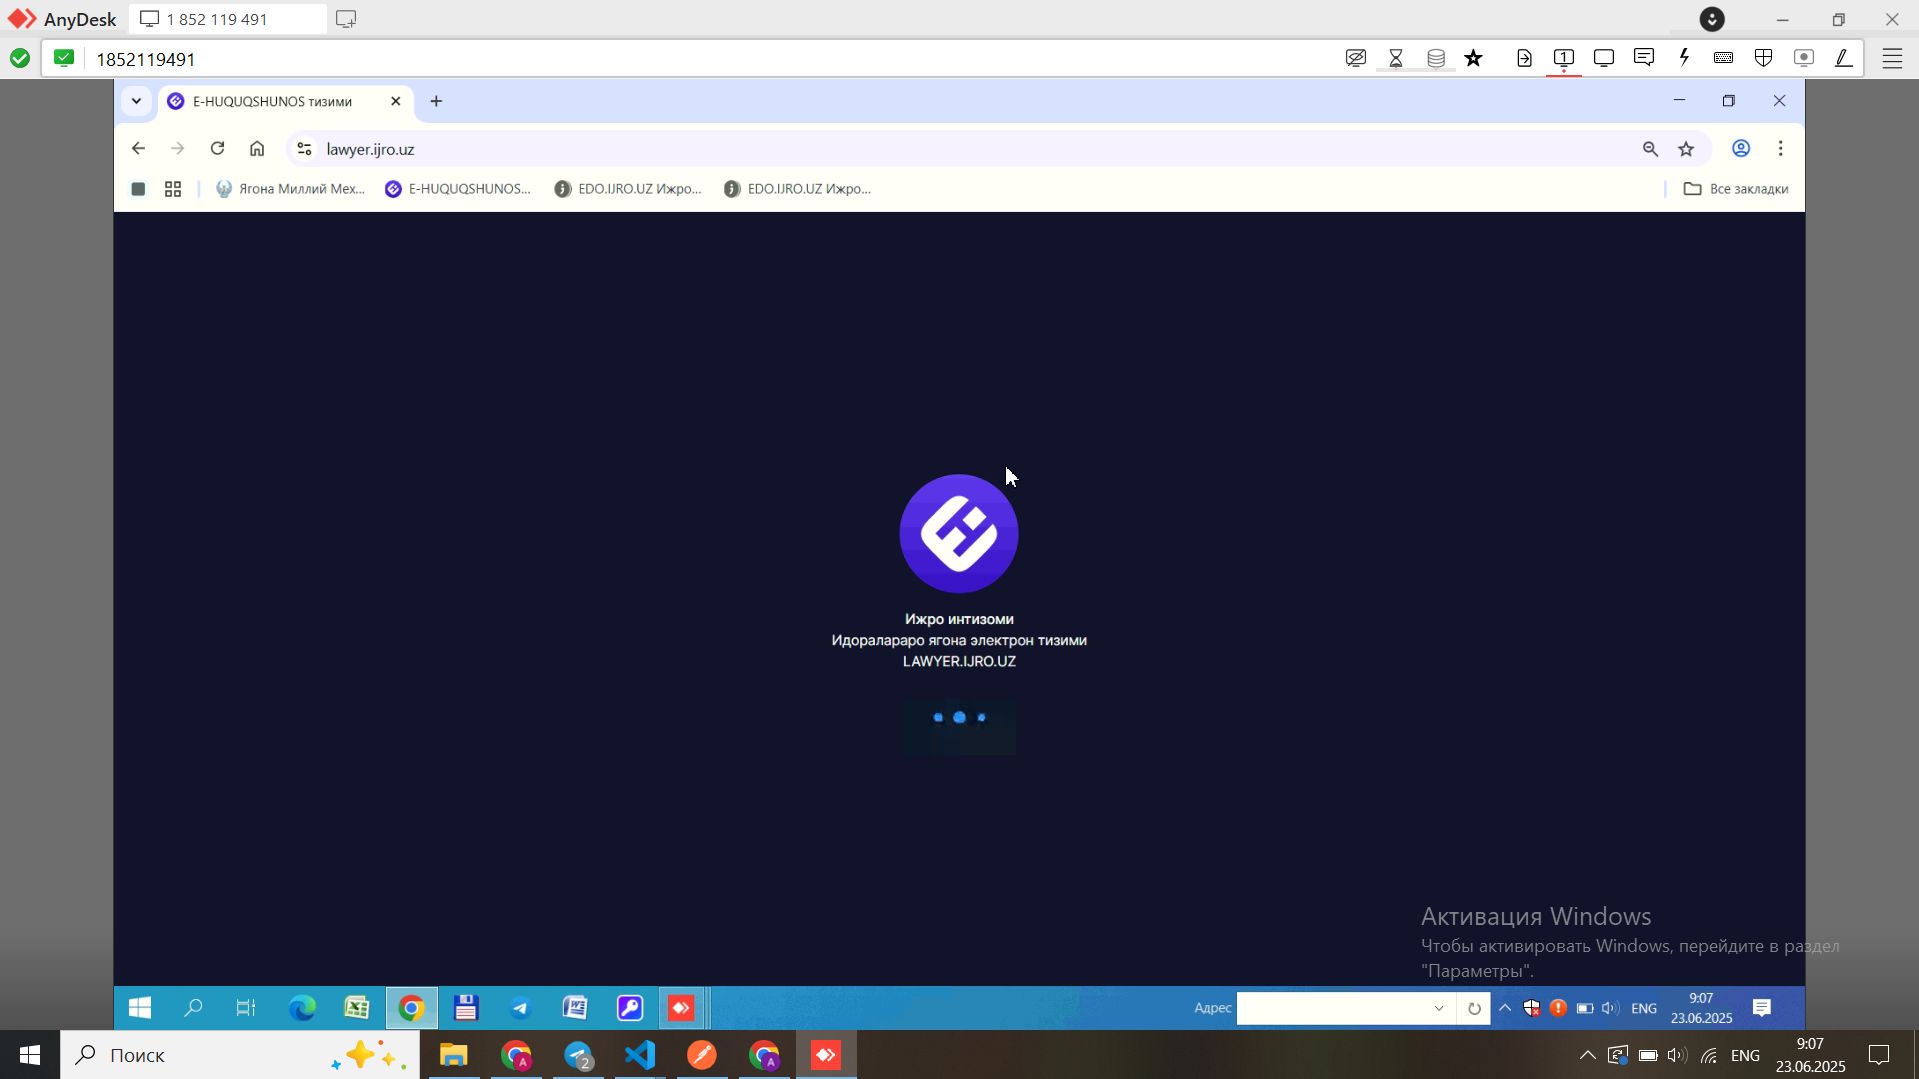 AnyDesk
1 852 119 491
1852119491
1
E-HUQUQSHUNOS тизими
lawyer.ijro.uz
Ягона Миллий Мех...
E-HUQUQSHUNOS...
EDO.IJRO.UZ Ижро...
EDO.IJRO.UZ Ижро...
Все закладки
Ижро интизоми
Идоралараро ягона электрон тизими
LAWYER.IJRO.UZ
Активация Windows
Чтобы активировать Windows, перейдите в раздел
"Параметры".
Адрес
ENG
9:07
23.06.2025
Поиск
A
2
A
ENG
9:07
23.06.2025